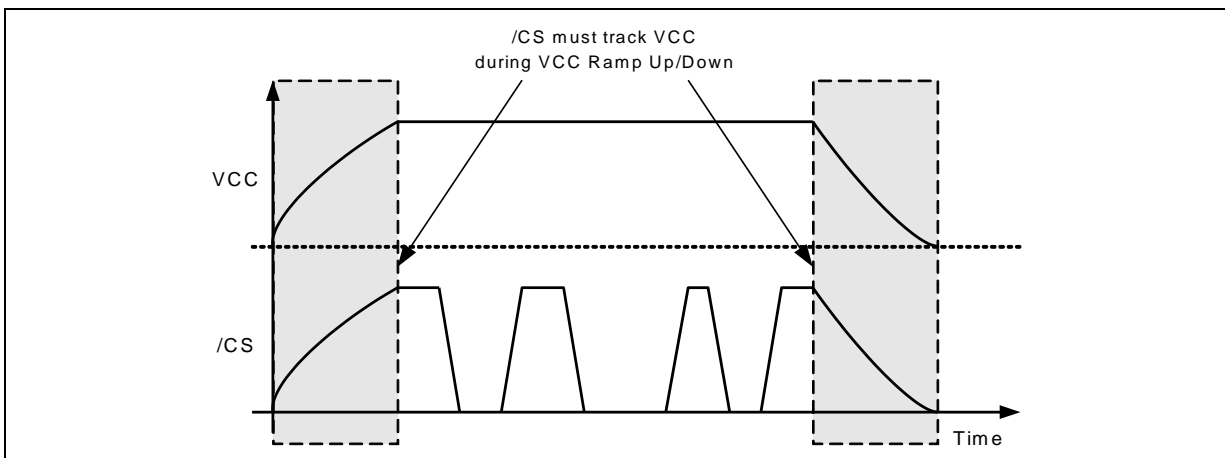 /CS must track VCC
during VCC Ramp Up/Down
VCC
/CS
Time